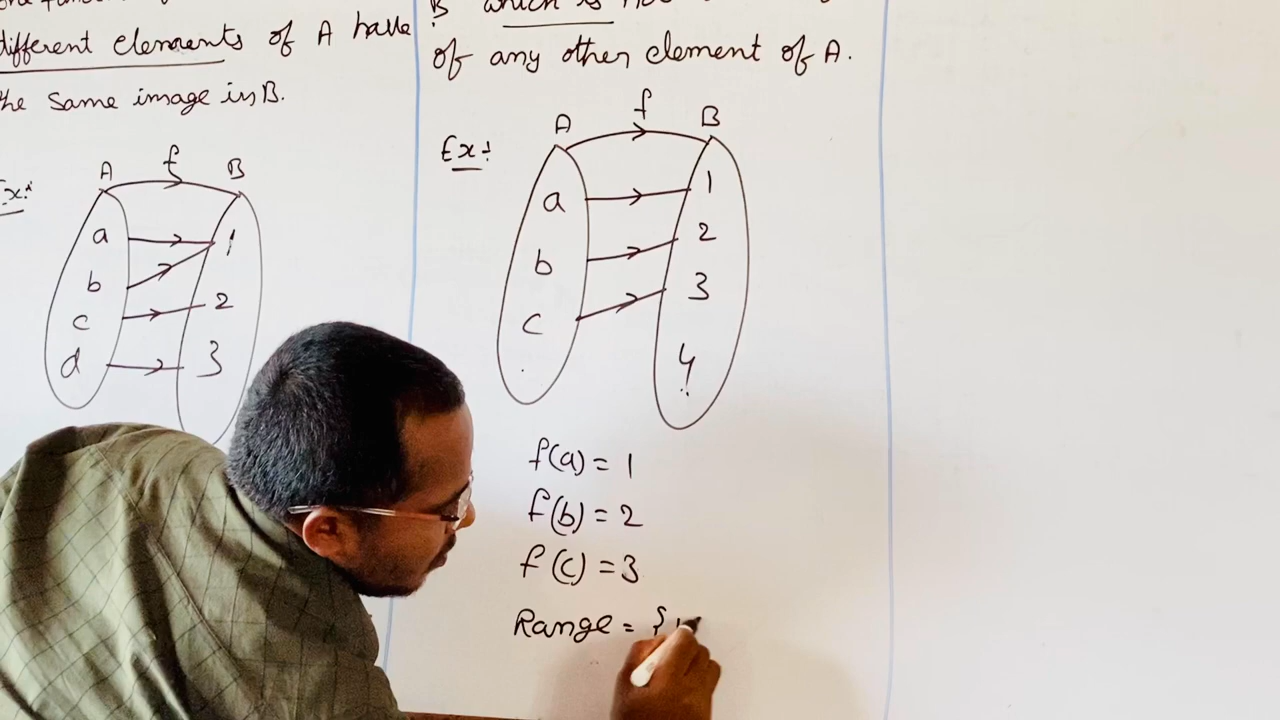 different elements of A have
the same image in B.
Ex:
A f B
a 1
b
c 2
d 3
B which is
of any other element of A.
Ex:
A f B
a 1
b 2
c 3
4
f(a) = 1
f(b) = 2
f(c) = 3
Range = { 1